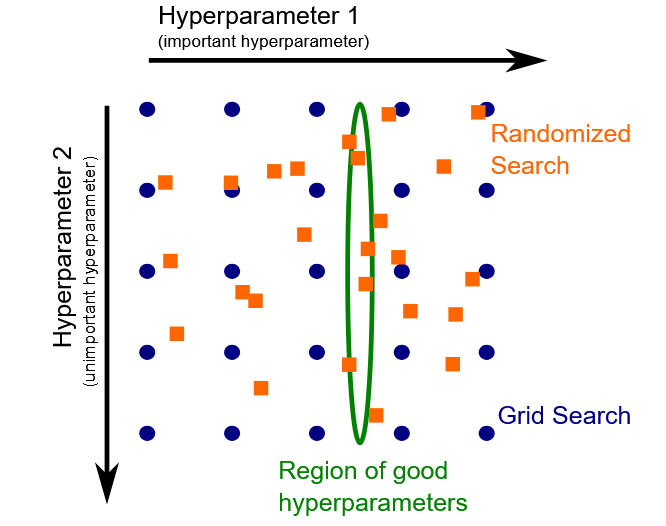 Hyperparameter 1
(important hyperparameter)
Hyperparameter 2
(unimportant hyperparameter)
Randomized
Search
Grid Search
Region of good
hyperparameters